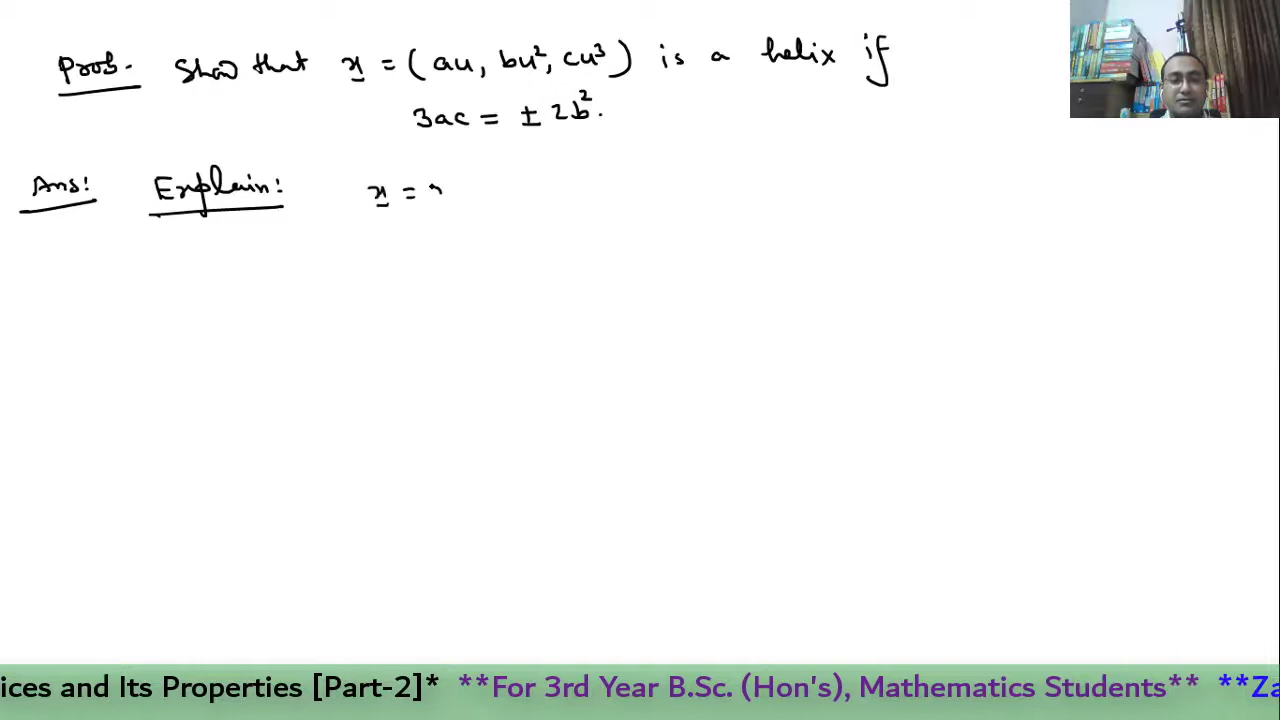 Prob. Show that x = (au, bu², cu³) is a helix if
3ac = ± 2b².
Ans: Explain: x =
ices and Its Properties [Part-2]* **For 3rd Year B.Sc. (Hon's), Mathematics Students** **Za